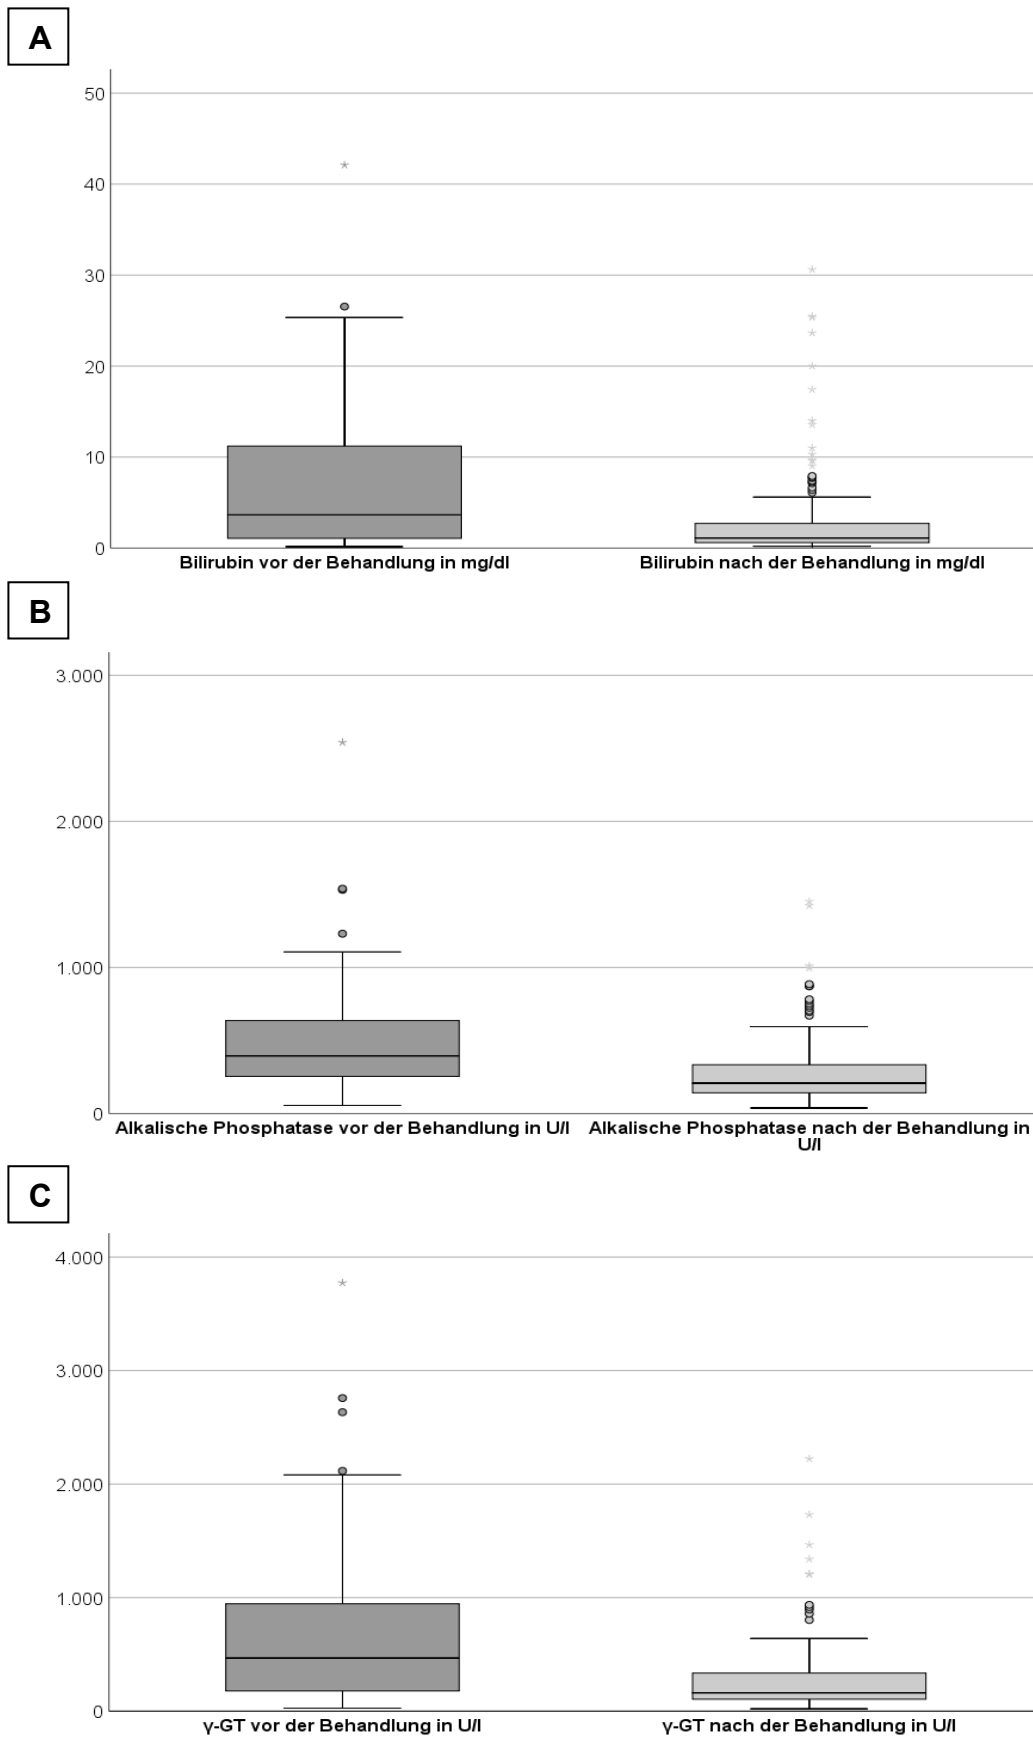 A
50
40
30
20
10
0
Bilirubin vor der Behandlung in mg/dl
Bilirubin nach der Behandlung in mg/dl
B
3.000
2.000
1.000
0
Alkalische Phosphatase vor der Behandlung in U/l
Alkalische Phosphatase nach der Behandlung in
U/l
C
4.000
3.000
2.000
1.000
0
γ-GT vor der Behandlung in U/l
γ-GT nach der Behandlung in U/l